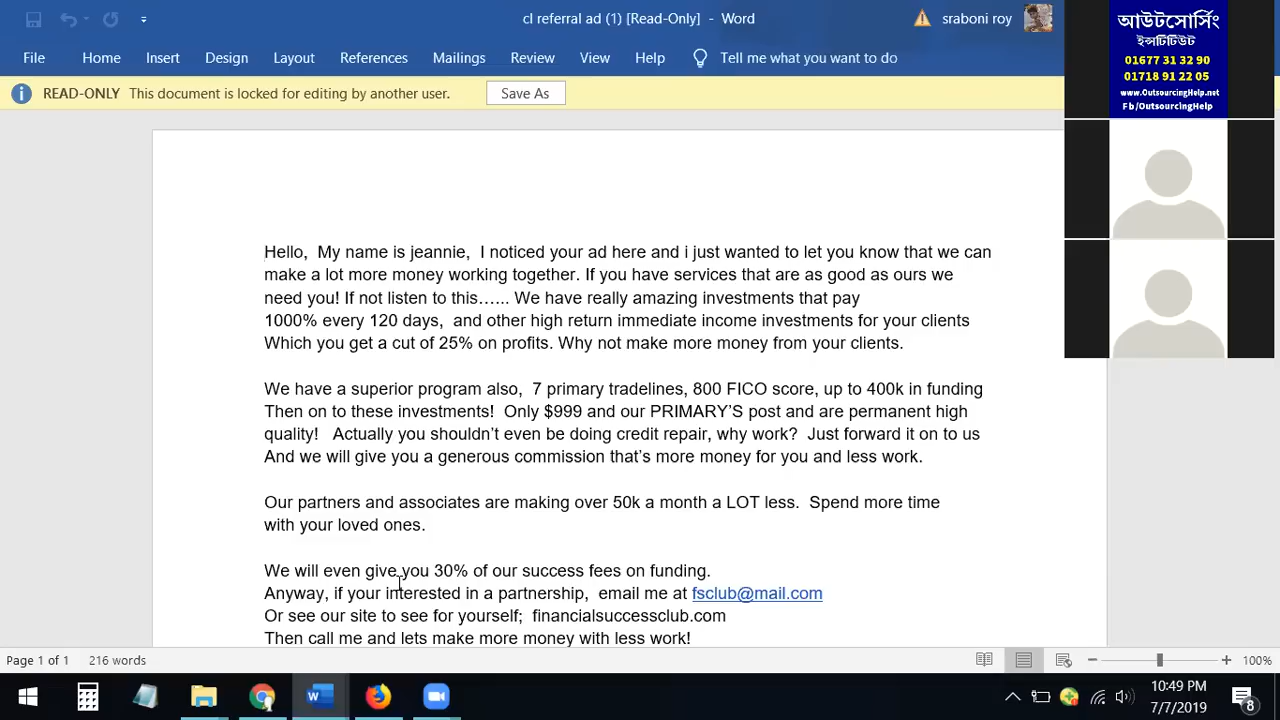 cl referral ad (1) [Read-Only] - Word
sraboni roy
File Home Insert Design Layout References Mailings Review View Help Tell me what you want to do
READ-ONLY This document is locked for editing by another user. Save As
আউটসোর্সিং
ইন্সটিটিউট
01677 31 32 90
01718 91 22 05
www.OutsourcingHelp.net
Fb/OutsourcingHelp
Hello, My name is jeannie, I noticed your ad here and i just wanted to let you know that we can
make a lot more money working together. If you have services that are as good as ours we
need you! If not listen to this…... We have really amazing investments that pay
1000% every 120 days, and other high return immediate income investments for your clients
Which you get a cut of 25% on profits. Why not make more money from your clients.
We have a superior program also, 7 primary tradelines, 800 FICO score, up to 400k in funding
Then on to these investments! Only $999 and our PRIMARY'S post and are permanent high
quality! Actually you shouldn't even be doing credit repair, why work? Just forward it on to us
And we will give you a generous commission that's more money for you and less work.
Our partners and associates are making over 50k a month a LOT less. Spend more time
with your loved ones.
We will even give you 30% of our success fees on funding.
Anyway, if your interested in a partnership, email me at fsclub@mail.com
Or see our site to see for yourself; financialsuccessclub.com
Then call me and lets make more money with less work!
Page 1 of 1 216 words 100%
10:49 PM
7/7/2019
8